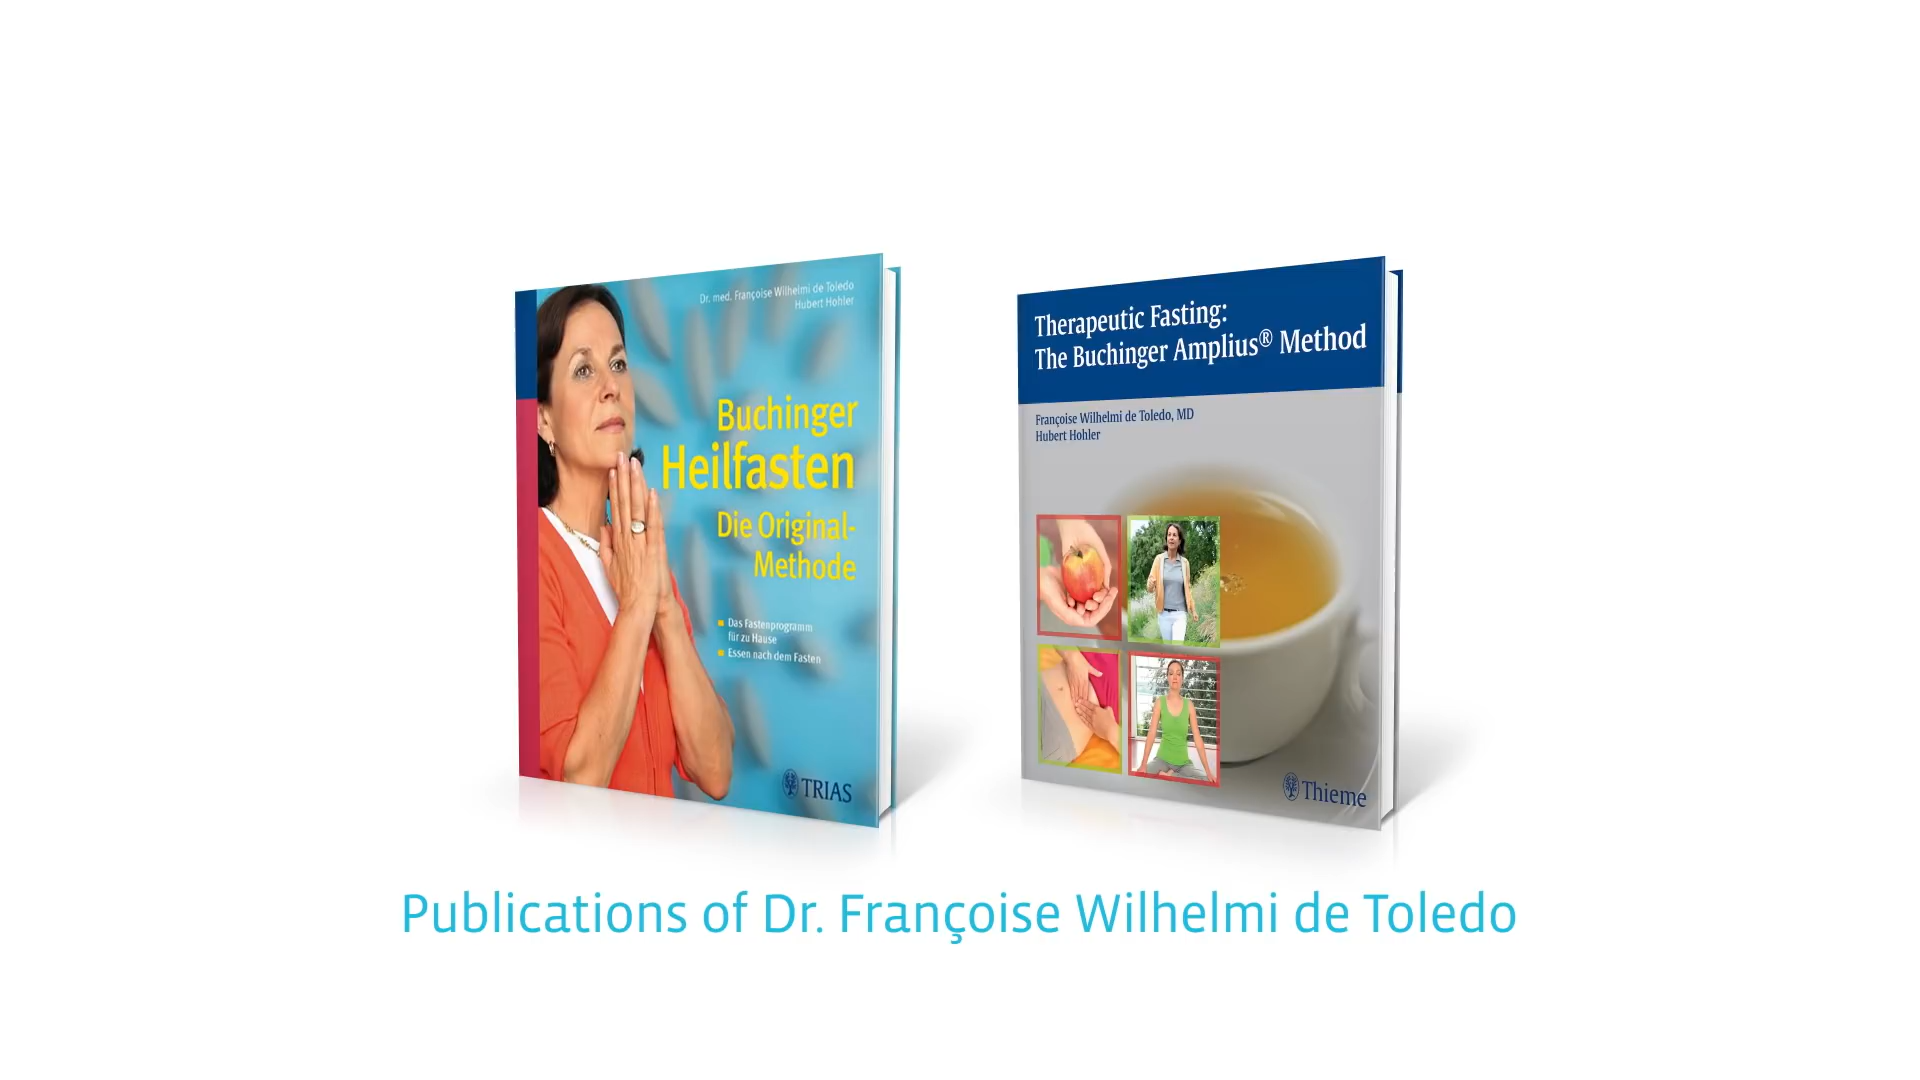 Dr. med. Françoise Wilhelmi de Toledo
Hubert Hohler
Buchinger
Heilfasten
Die Original-
Methode
Das Fastenprogramm
für zu Hause
Essen nach dem Fasten
TRIAS
Therapeutic Fasting:
The Buchinger Amplius® Method
Françoise Wilhelmi de Toledo, MD
Hubert Hohler
Thieme
Publications of Dr. Françoise Wilhelmi de Toledo